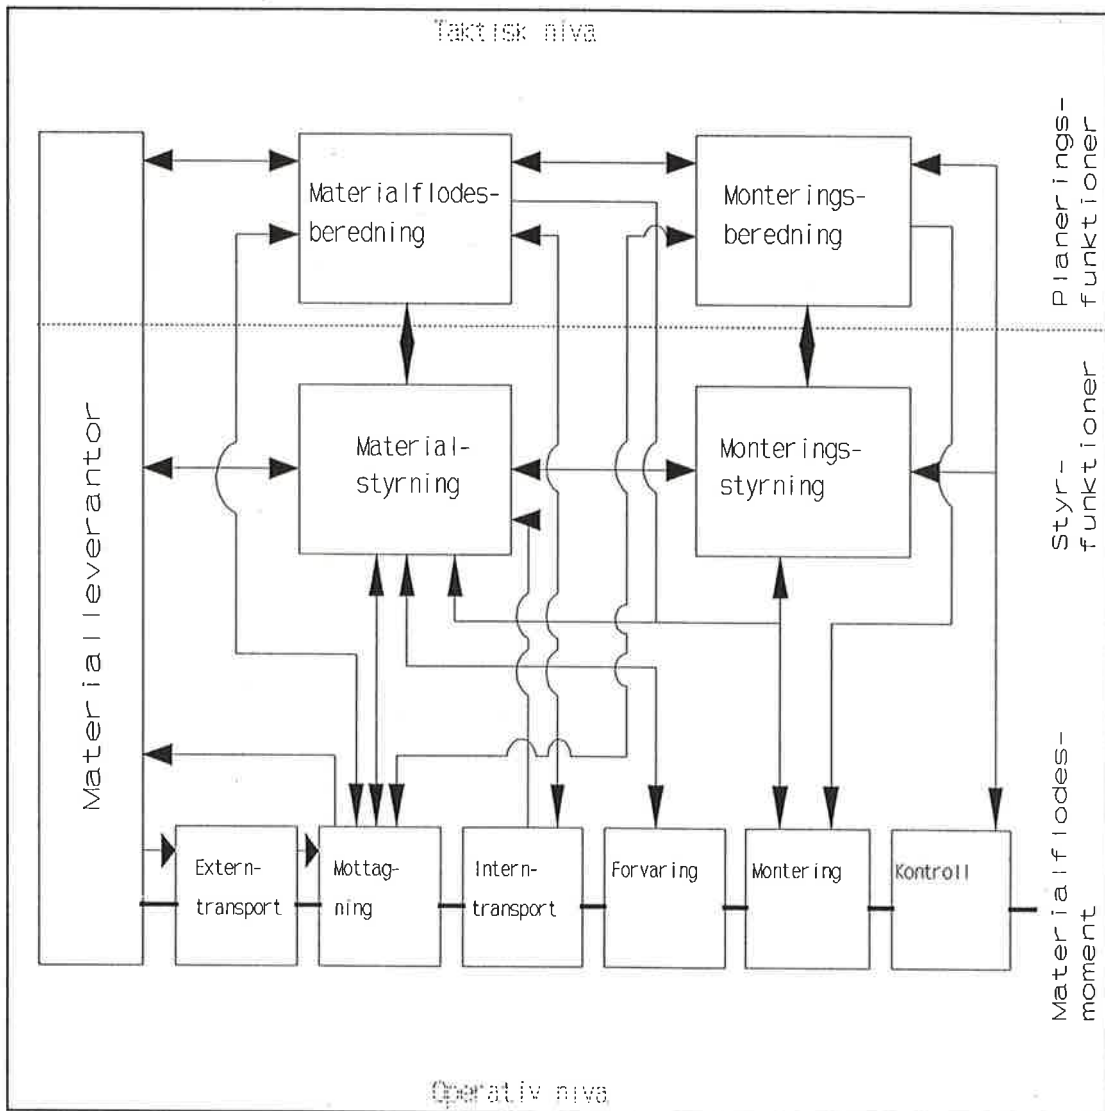 Taktisk niva
Planerings-
funktioner
Materialflodes-
beredning
Monterings-
beredning
Materialleverantor
Material-
styrning
Monterings-
styrning
Styr-
funktioner
Extern-
transport
Mottag-
ning
Intern-
transport
Forvaring
Montering
Kontroll
Materialflodes-
moment
Operativ niva